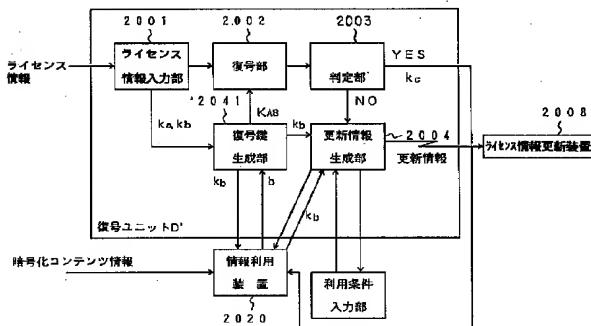 2001
2002
2003
ライセンス
情報
ライセンス
情報入力部
復号部
判定部
YES
kc
2041
KAB
NO
ka, kb
kb
2004
2008
復号鍵
生成部
更新情報
生成部
更新情報
ライセンス情報更新装置
kb
b
kb
復号ユニットD'
暗号化コンテンツ情報
情報利用
装置
利用条件
入力部
2020